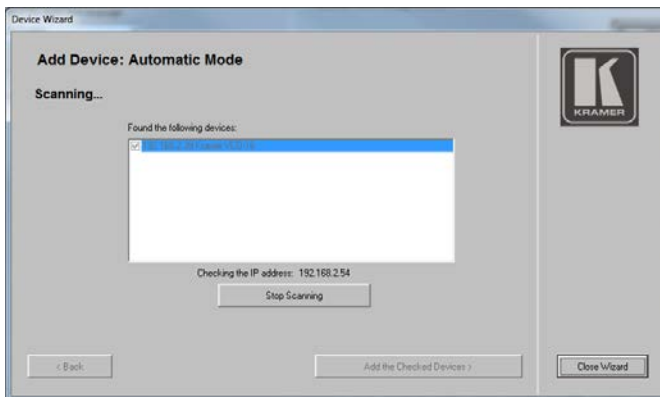 Device Wizard
Add Device: Automatic Mode
Scanning...
Found the following devices:
Checking the IP address: 192.168.2.54
Stop Scanning
< Back
Add the Checked Devices >
Close Wizard
KRAMER